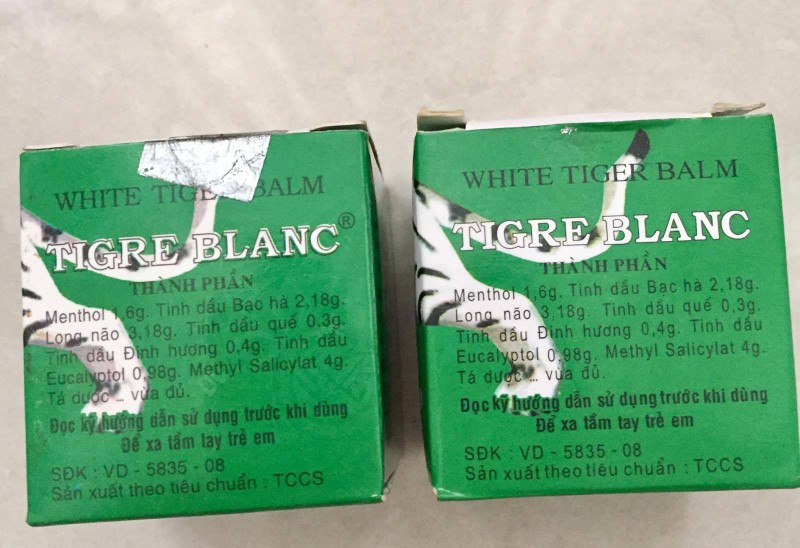 WHITE TIGER BALM
TIGRE BLANC®
THÀNH PHẦN
Menthol 1,6g. Tinh dầu Bạc hà 2,18g.
Long não 3,18g. Tinh dầu quế 0,3g.
Tinh dầu Đinh hương 0,4g. Tinh dầu
Eucalyptol 0,98g. Methyl Salicylat 4g.
Tá dược ... vừa đủ.
Đọc kỹ hướng dẫn sử dụng trước khi dùng
Để xa tầm tay trẻ em
SĐK : VD - 5835 - 08
Sản xuất theo tiêu chuẩn : TCCS
WHITE TIGER BALM
TIGRE BLANC
THÀNH PHẦN
Menthol 1,6g. Tinh dầu Bạc hà 2,18g.
Long não 3,18g. Tinh dầu quế 0,3g.
Tinh dầu Đinh hương 0,4g. Tinh dầu
Eucalyptol 0,98g. Methyl Salicylat 4g.
Tá dược ... vừa đủ.
Đọc kỹ hướng dẫn sử dụng trước khi dùng
Để xa tầm tay trẻ em
SĐK : VD - 5835 - 08
Sản xuất theo tiêu chuẩn : TCCS